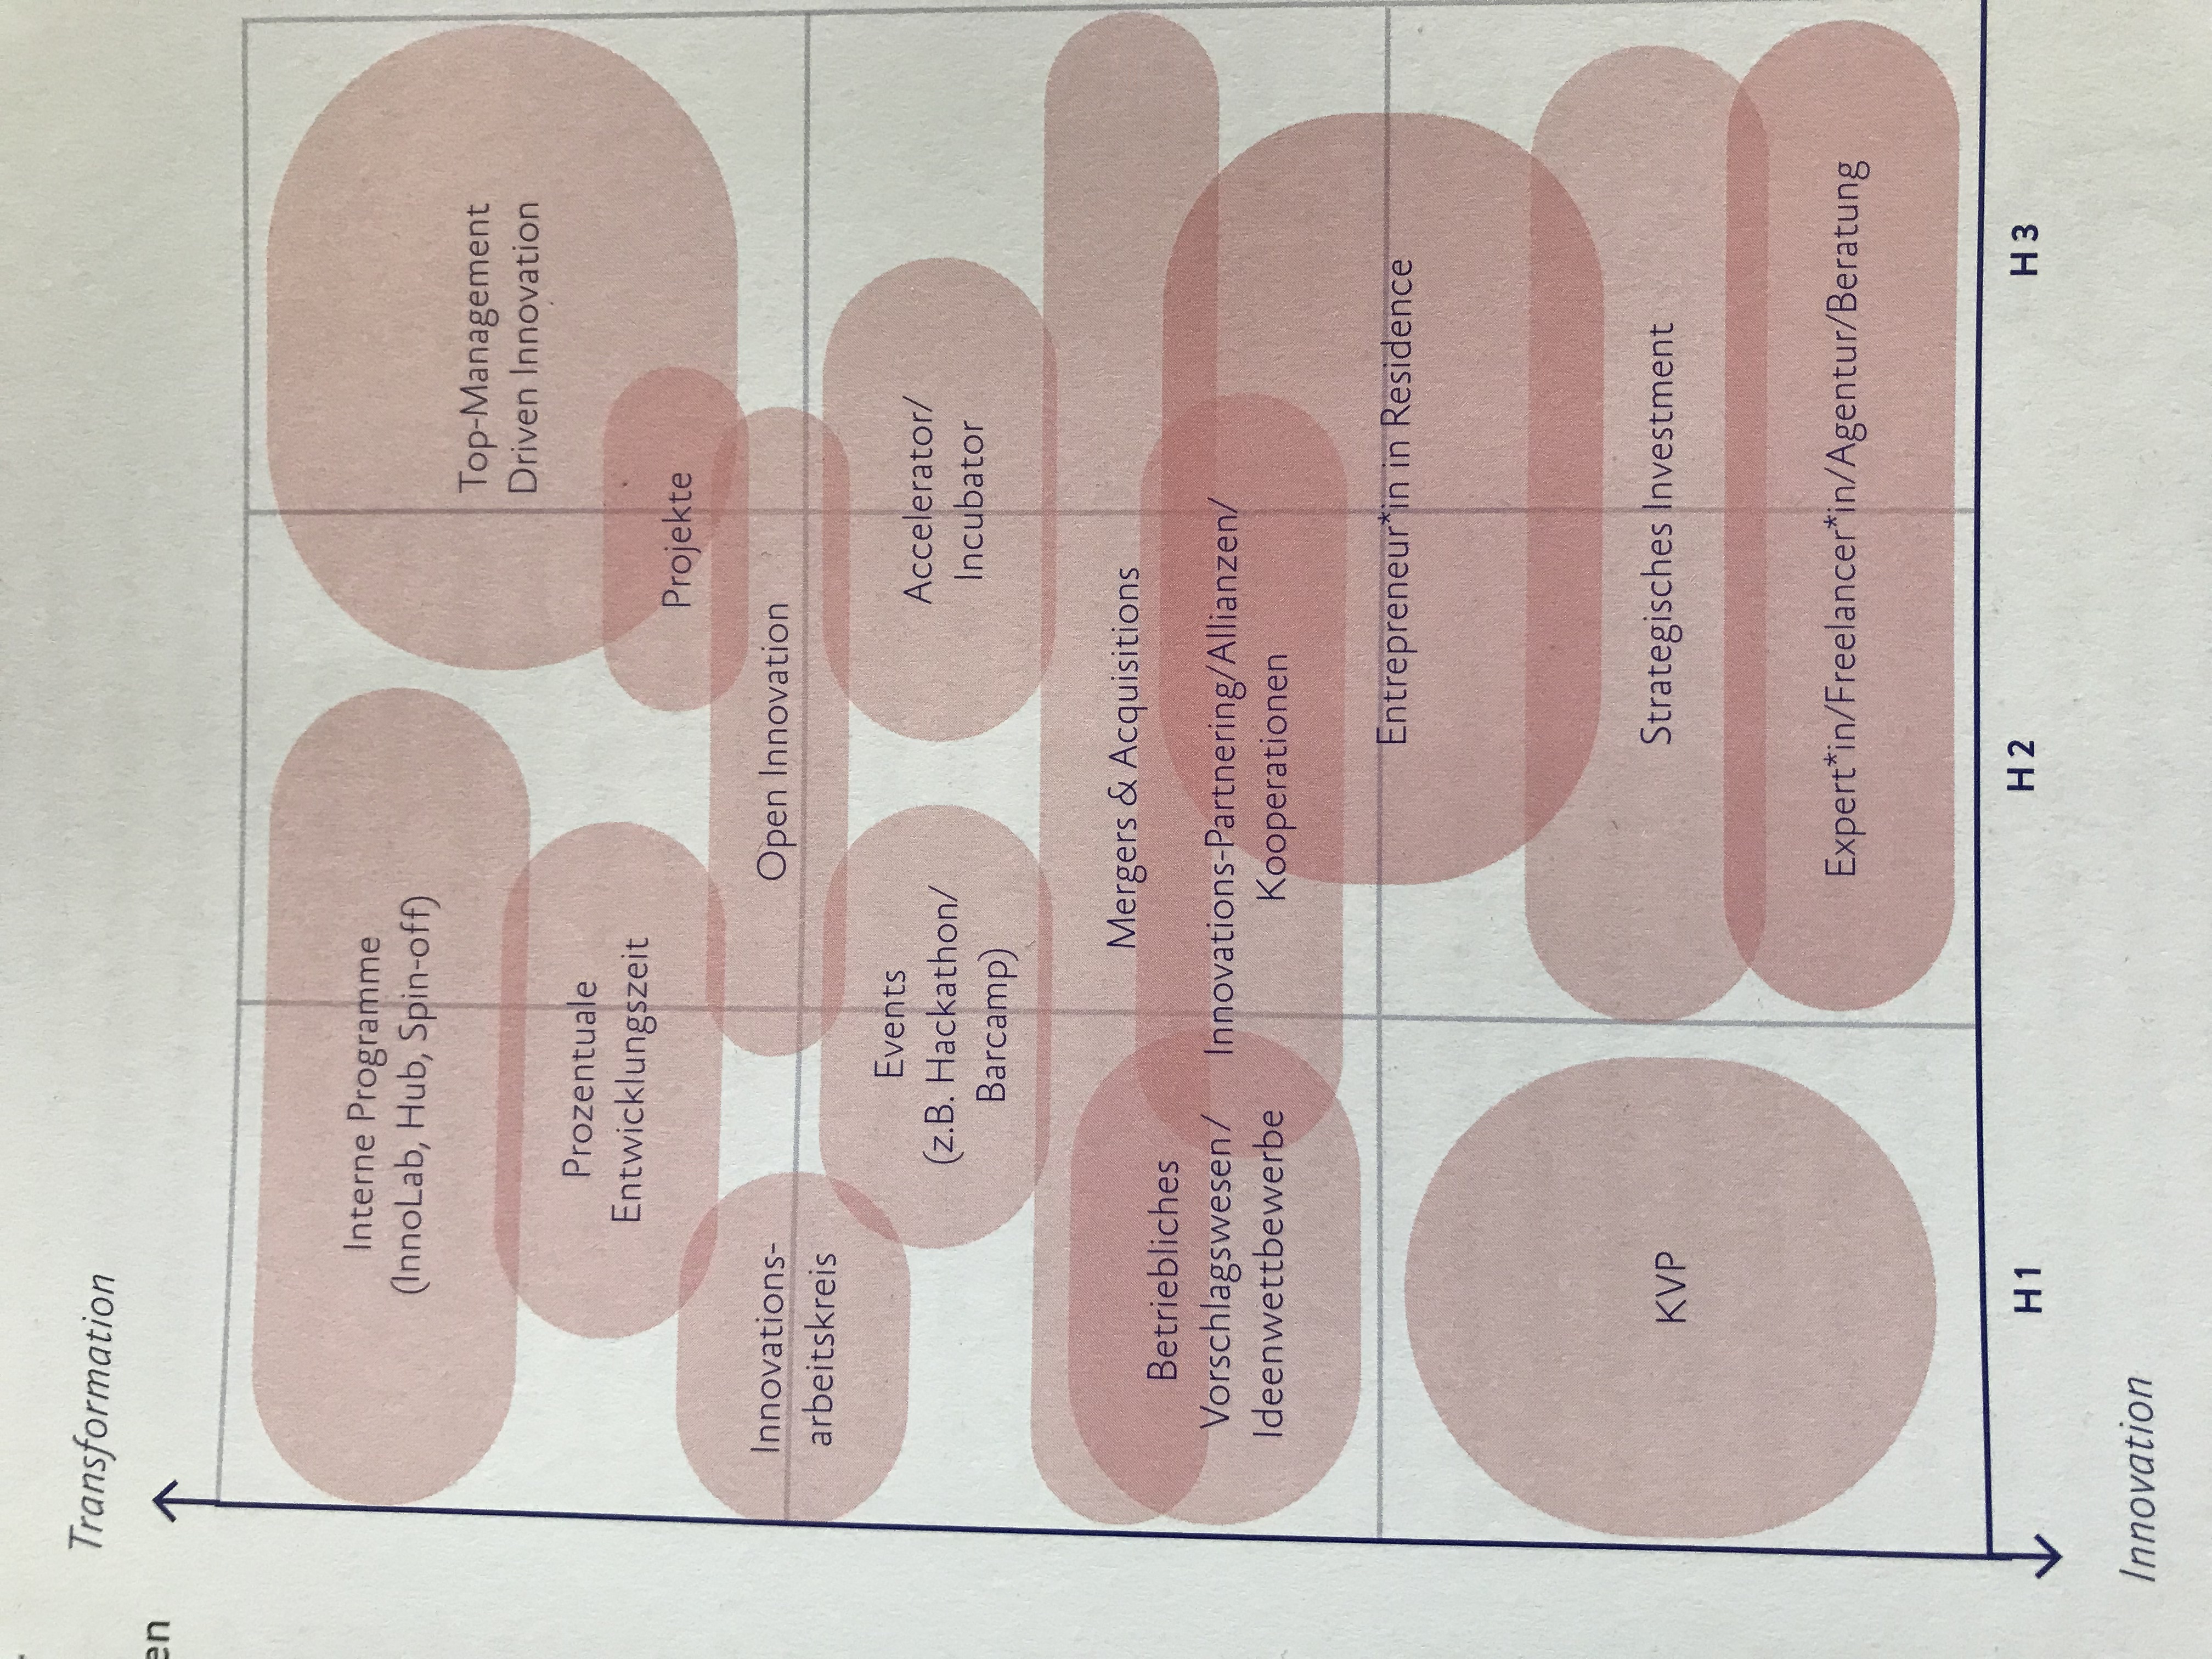 Transformation
en
Interne Programme
(InnoLab, Hub, Spin-off)
Top-Management
Driven Innovation
Prozentuale
Entwicklungszeit
Projekte
Innovations-
arbeitskreis
Open Innovation
Events
(z.B. Hackathon/
Barcamp)
Accelerator/
Incubator
Mergers & Acquisitions
Betriebliches
Vorschlagswesen/
Ideenwettbewerbe
Innovations-Partnering/Allianzen/
Kooperationen
Entrepreneur*in in Residence
KVP
Strategisches Investment
Expert*in/Freelancer*in/Agentur/Beratung
H1
H2
H3
Innovation